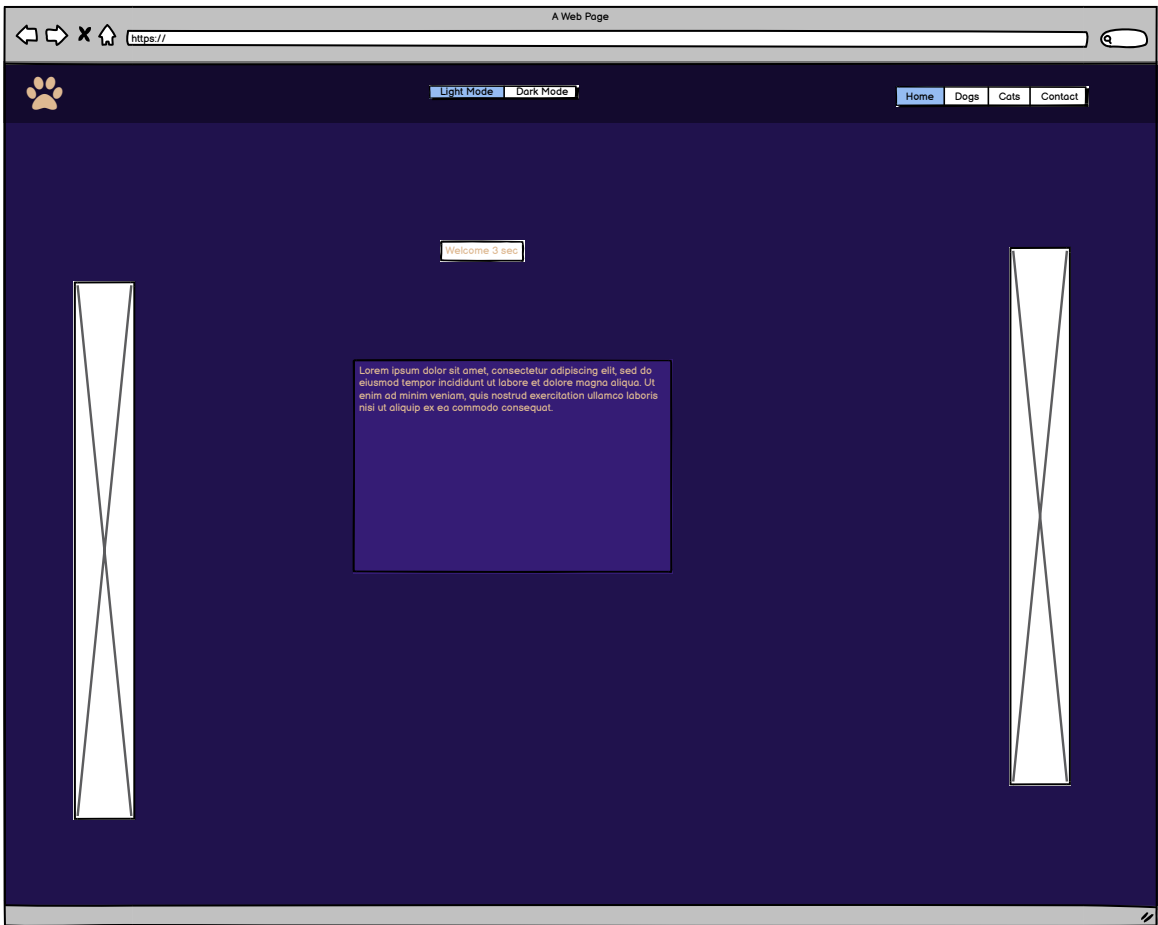 A Web Page
https://
Light Mode Dark Mode
Home Dogs Cats Contact
Welcome 3 sec
Lorem ipsum dolor sit amet, consectetur adipiscing elit, sed do
eiusmod tempor incididunt ut labore et dolore magna aliqua. Ut
enim ad minim veniam, quis nostrud exercitation ullamco laboris
nisi ut aliquip ex ea commodo consequat.